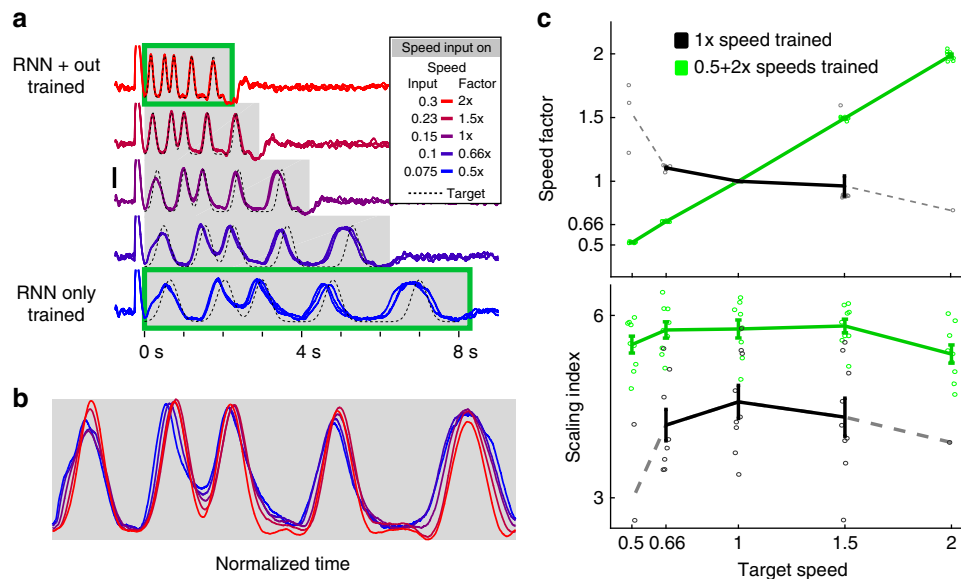 a
RNN + out
trained
RNN only
trained
Speed input on
Speed
Input Factor
0.3 2x
0.23 1.5x
0.15 1x
0.1 0.66x
0.075 0.5x
Target
0 s 4 s 8 s
b
Normalized time
c
1x speed trained
0.5+2x speeds trained
Speed factor
2
1.5
1
0.66
0.5
Scaling index
6
3
0.5 0.66 1 1.5 2
Target speed